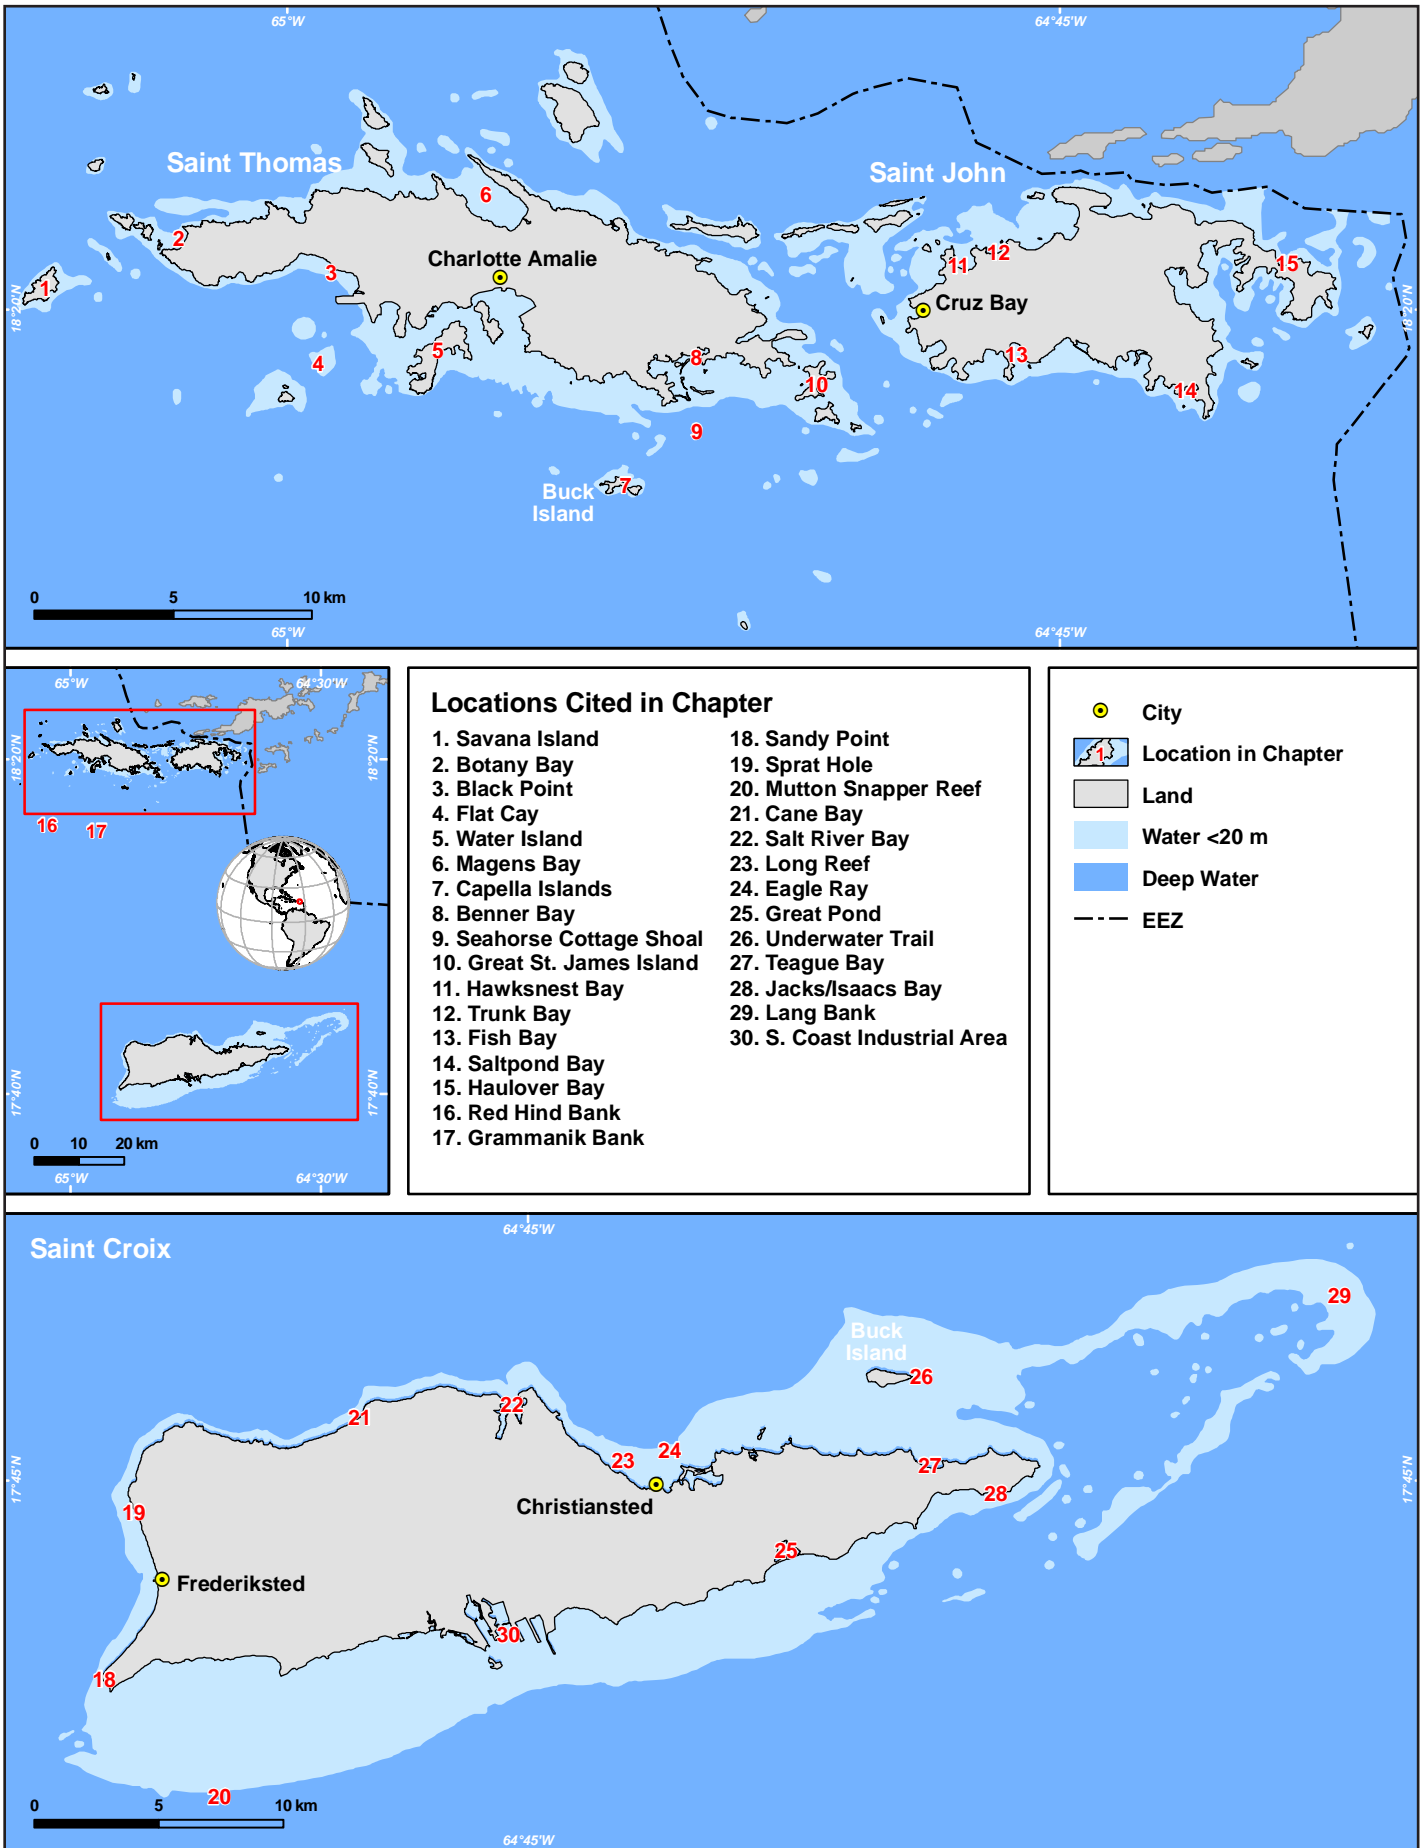 65°W
64°45'W
Saint Thomas
Saint John
6
2
12
11
15
Charlotte Amalie
3
1
18°20'N
18°20'N
Cruz Bay
5
4
8
13
10
14
9
7
Buck
Island
0 5 10 km
65°W
64°45'W
65°W
64°30'W
18°20'N
18°20'N
16
17
17°40'N
17°40'N
0 10 20 km
65°W
64°30'W
Locations Cited in Chapter
1. Savana Island
2. Botany Bay
3. Black Point
4. Flat Cay
5. Water Island
6. Magens Bay
7. Capella Islands
8. Benner Bay
9. Seahorse Cottage Shoal
10. Great St. James Island
11. Hawksnest Bay
12. Trunk Bay
13. Fish Bay
14. Saltpond Bay
15. Haulover Bay
16. Red Hind Bank
17. Grammanik Bank
18. Sandy Point
19. Sprat Hole
20. Mutton Snapper Reef
21. Cane Bay
22. Salt River Bay
23. Long Reef
24. Eagle Ray
25. Great Pond
26. Underwater Trail
27. Teague Bay
28. Jacks/Isaacs Bay
29. Lang Bank
30. S. Coast Industrial Area
City
1
Location in Chapter
Land
Water <20 m
Deep Water
EEZ
64°45'W
Saint Croix
29
Buck
Island
26
22
21
24
23
27
17°45'N
17°45'N
28
Christiansted
19
25
Frederiksted
30
18
20
0 5 10 km
64°45'W